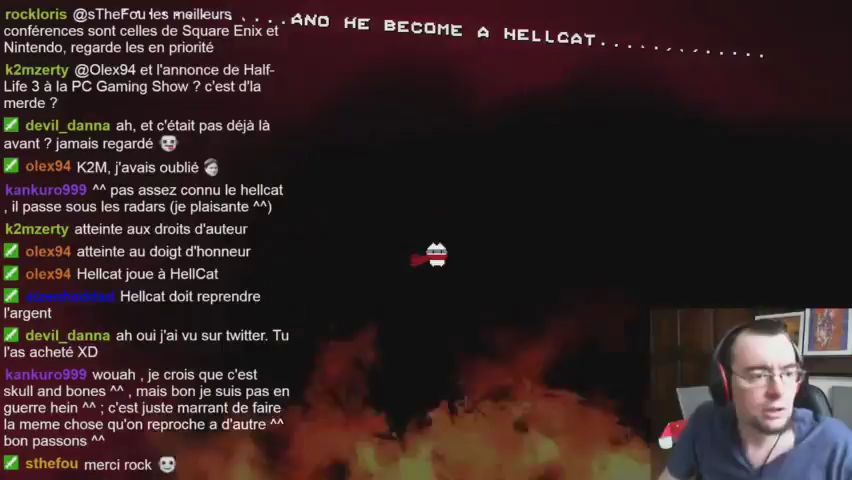 rockloris @sTheFou les meilleurs
conférences sont celles de Square Enix et
Nintendo, regarde les en priorité
...AND HE BECOME A HELLCAT............
k2mzerty @Olex94 et l'annonce de Half-
Life 3 à la PC Gaming Show ? c'est d'la
merde ?
devil_danna ah, et c'était pas déjà là
avant ? jamais regardé
olex94 K2M, j'avais oublié
kankuro999 ^^ pas assez connu le hellcat
, il passe sous les radars (je plaisante ^^)
k2mzerty atteinte aux droits d'auteur
olex94 atteinte au doigt d'honneur
olex94 Hellcat joue à HellCat
Hellcat doit reprendre
l'argent
devil_danna ah oui j'ai vu sur twitter. Tu
l'as acheté XD
kankuro999 wouah , je crois que c'est
skull and bones ^^ , mais bon je suis pas en
guerre hein ^^ ; c'est juste marrant de faire
la meme chose qu'on reproche a d'autre ^^
bon passons ^^
sthefou merci rock